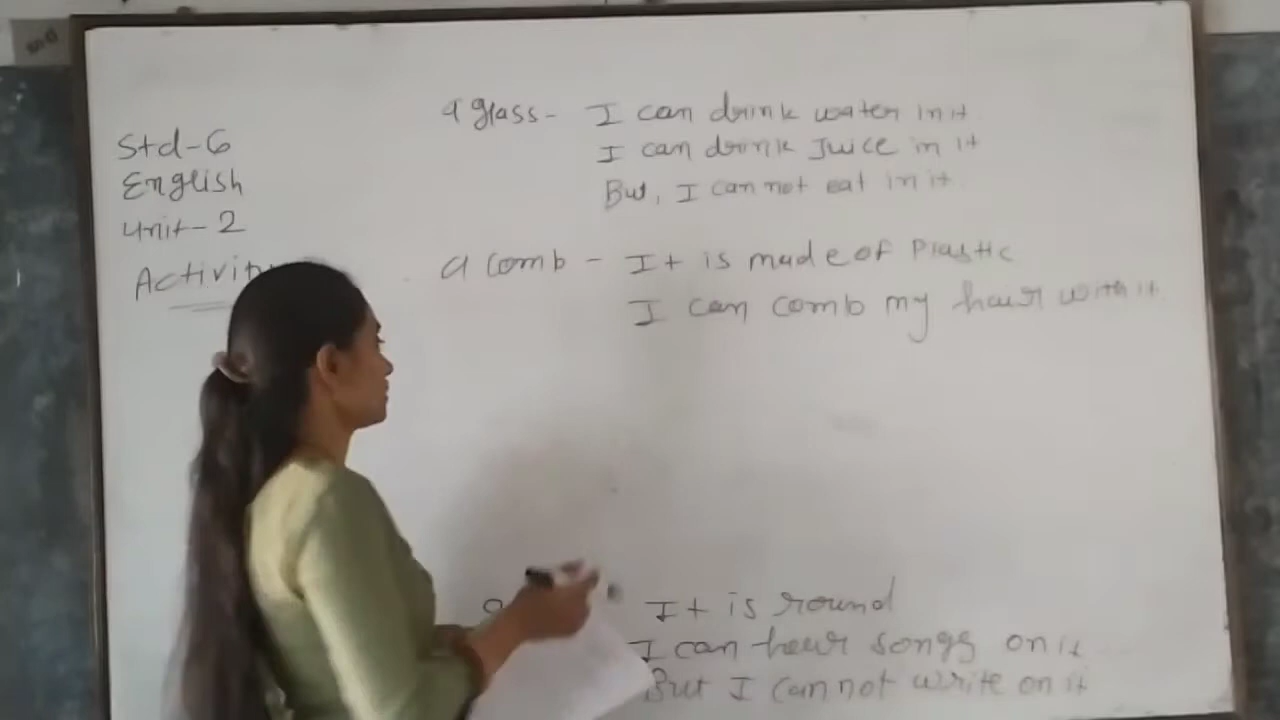 Std-6
English
Unit-2
a glass- I can drink water in it
I can drink Juice in it
But, I can not eat in it
a comb - It is made of Plastic
I can comb my hair with it
It is round
I can hear songs on it
But I can not write on it